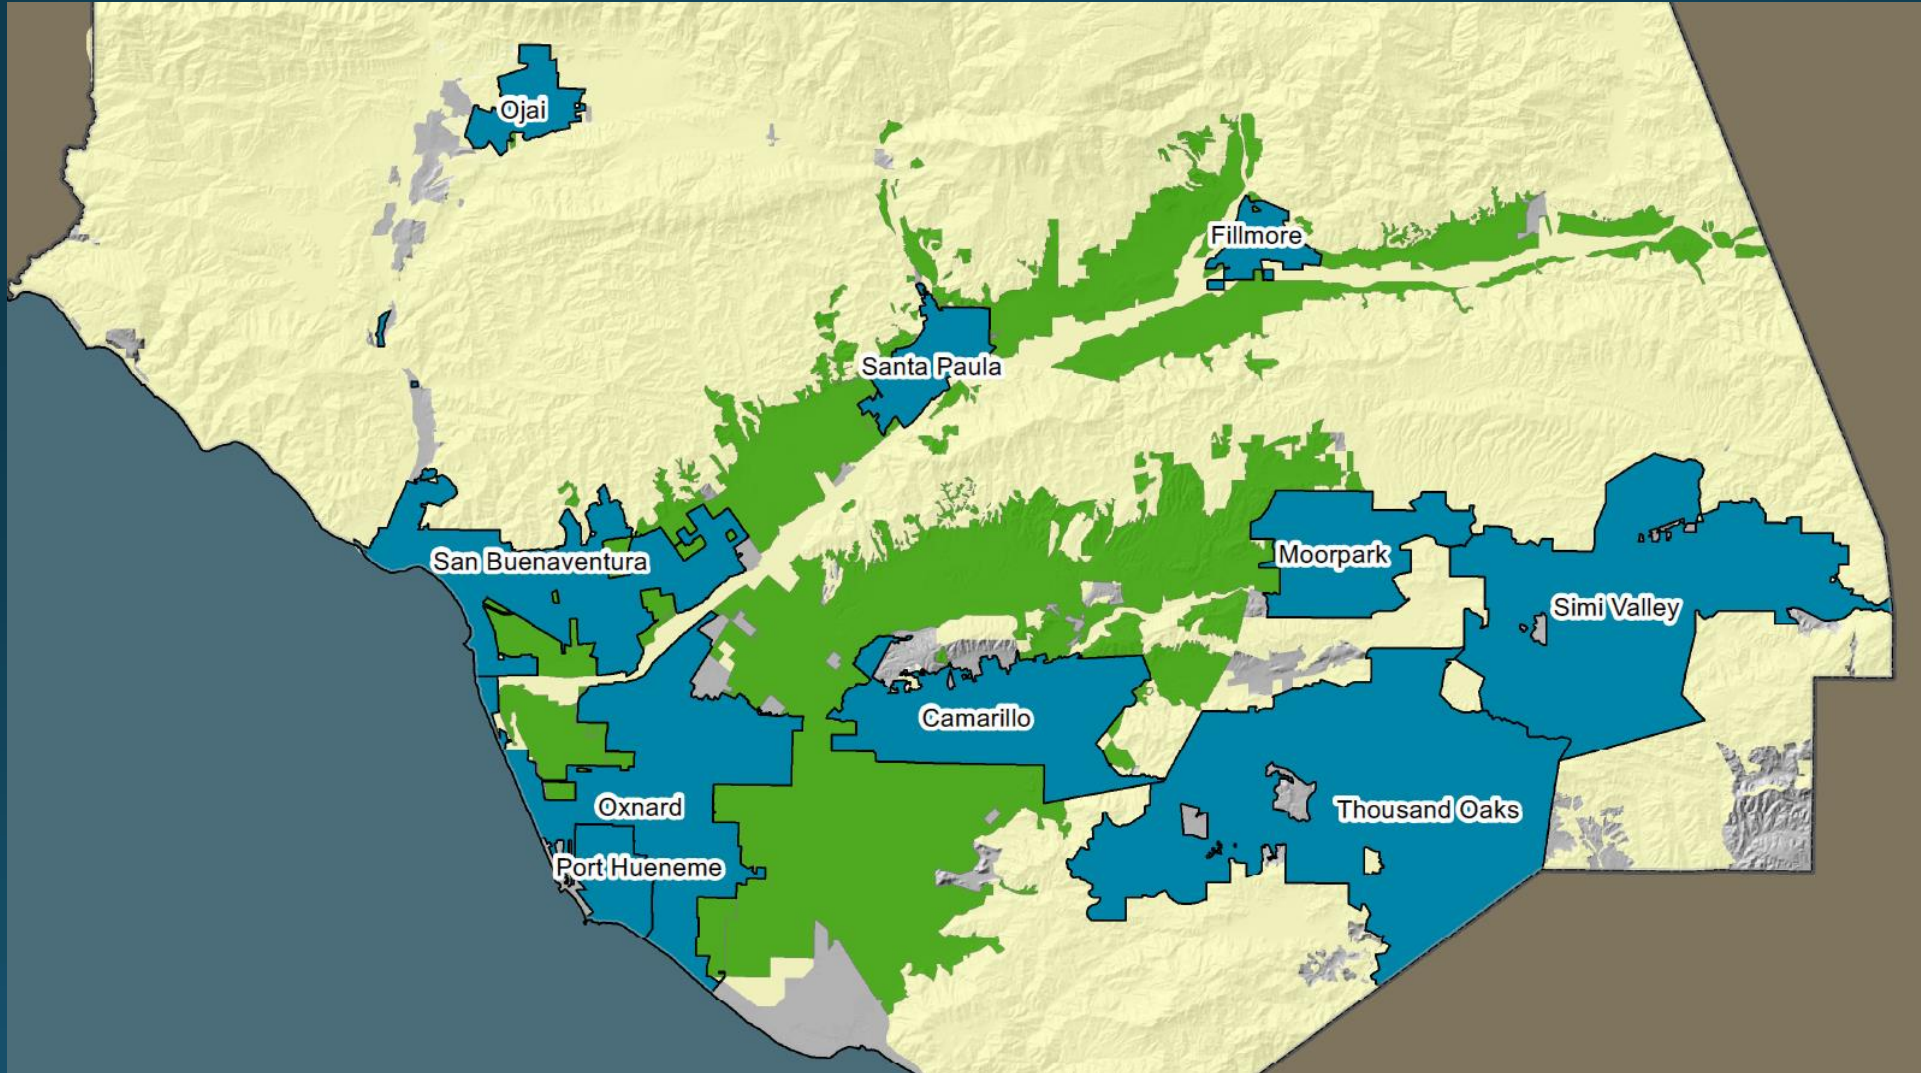 Ojai
Fillmore
Santa Paula
San Buenaventura
Moorpark
Simi Valley
Camarillo
Oxnard
Thousand Oaks
Port Hueneme